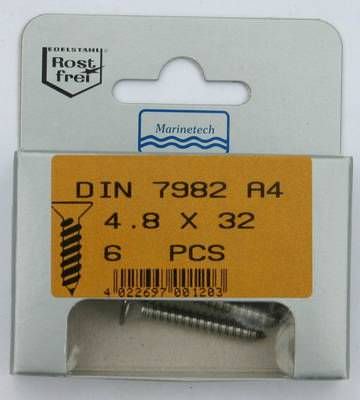 EDELSTAHL
Rost
frei
Marinetech
DIN 7982 A4
4.8 X 32
6 PCS
4 022697 001203